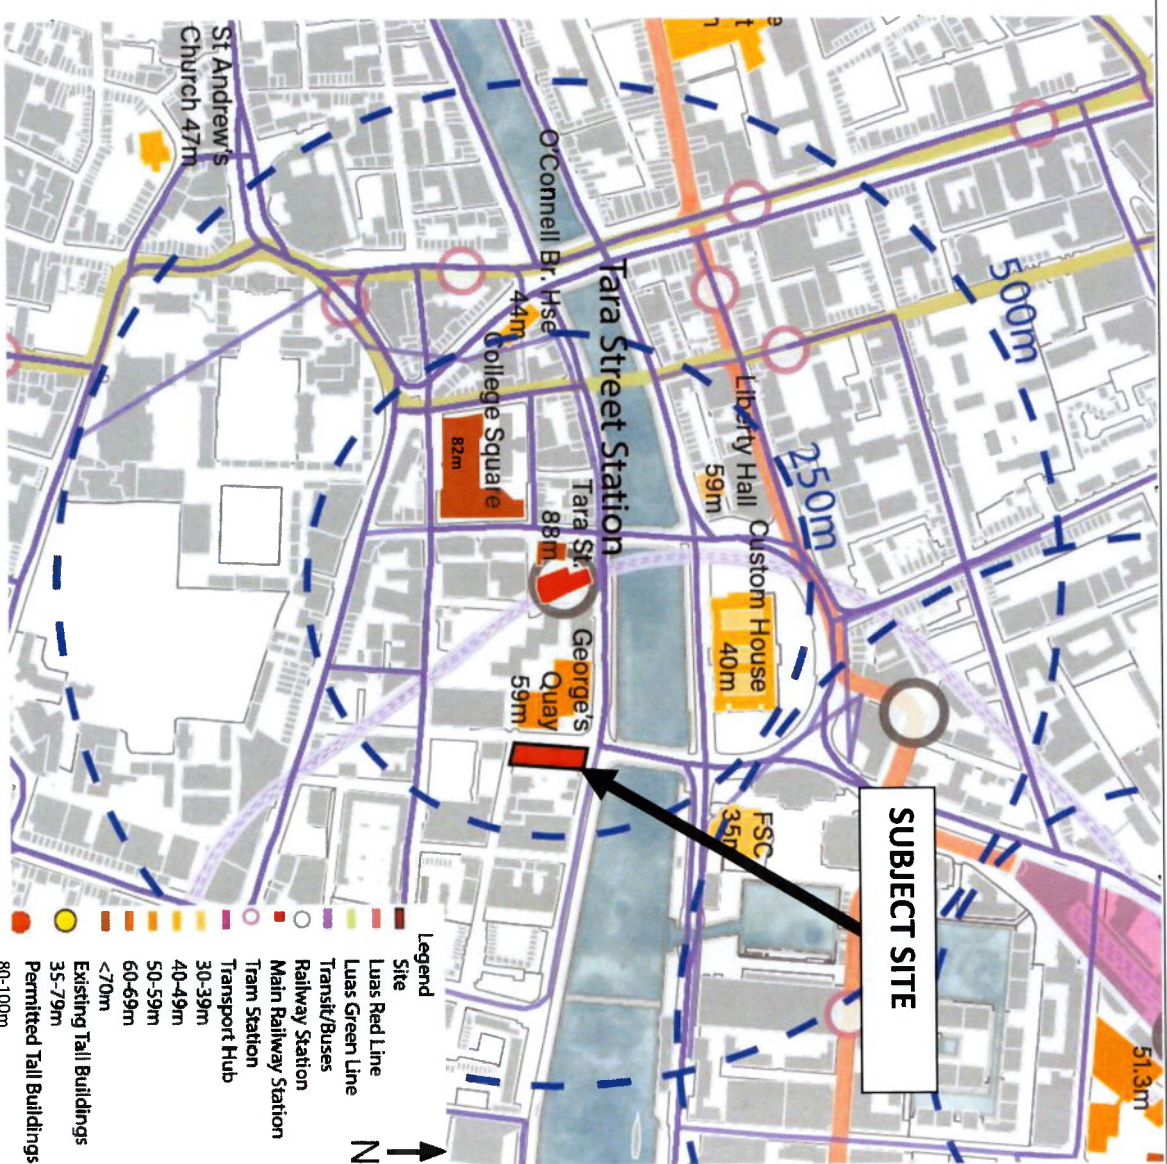 St Andrew's
Church 47m
O'Connell Br. Hse
44m
Tara Street Station
College Square
82m
Tara St.
88m
George's
Quay
59m
Liberty Hall
59m
Custom House
40m
250m
500m
FSC
35m
SUBJECT SITE
51.3m
Legend
Site
Luas Red Line
Luas Green Line
Transit/Buses
Railway Station
Main Railway Station
Tram Station
Transport Hub
30-39m
40-49m
50-59m
60-69m
<70m
Existing Tall Buildings
35-79m
Permitted Tall Buildings
80-100m
N